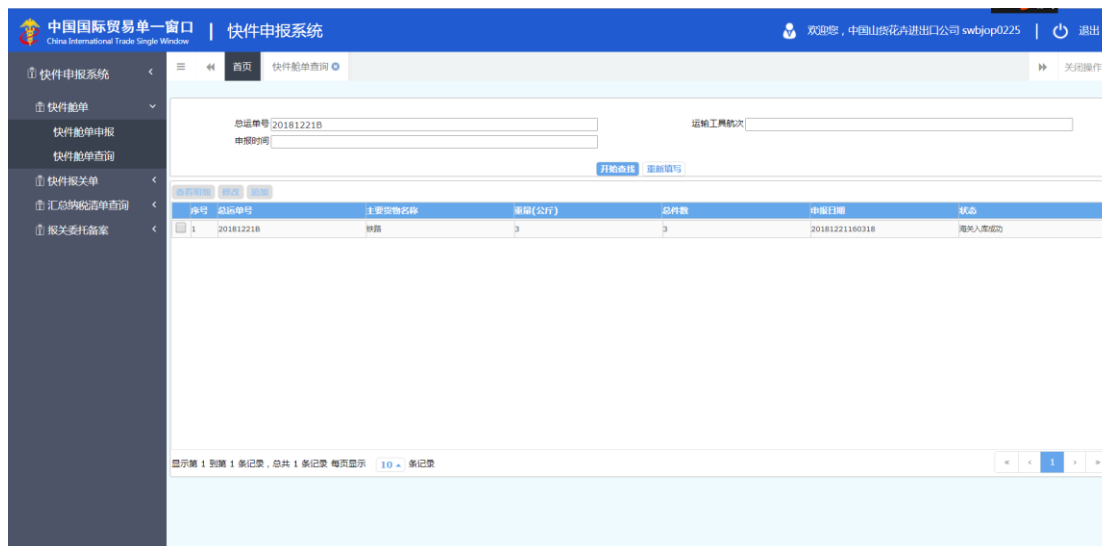 中国国际贸易单一窗口 | 快件申报系统
China International Trade Single Window
欢迎您，中国山货花卉进出口公司 swbjop0225 | 退出
快件申报系统
快件舱单
快件舱单申报
快件舱单查询
快件报关单
汇总纳税清单查询
报关委托备案
首页 快件舱单查询 关闭操作
总运单号 20181221B 运输工具航次
申报时间
开始查找 重新填写
查看明细 修改 追加
序号 总运单号 主要货物名称 重量(公斤) 总件数 申报日期 状态
1 20181221B 铁路 3 3 20181221160318 海关入库成功
显示第 1 到第 1 条记录，总共 1 条记录 每页显示 10 条记录
« ‹ 1 › »